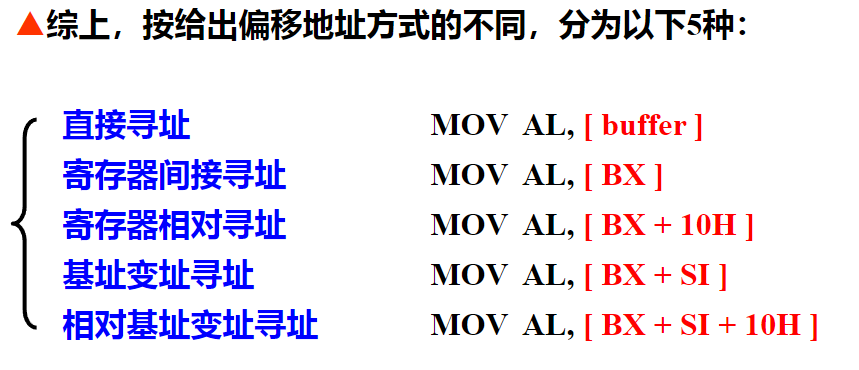 ▲综上，按给出偏移地址方式的不同，分为以下5种：
直接寻址 MOV AL, [ buffer ]
寄存器间接寻址 MOV AL, [ BX ]
寄存器相对寻址 MOV AL, [ BX + 10H ]
基址变址寻址 MOV AL, [ BX + SI ]
相对基址变址寻址 MOV AL, [ BX + SI + 10H ]